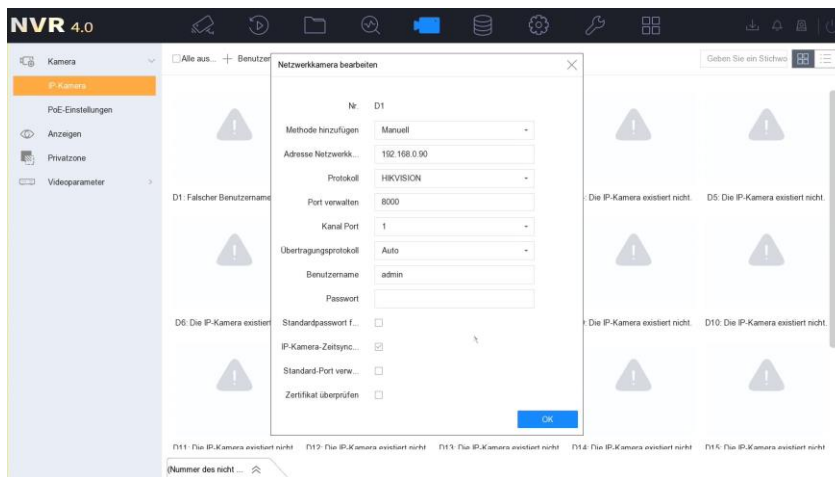 NVR 4.0
Kamera
Alle aus... + Benutzer
Geben Sie ein Stichwo
IP-Kamera
PoE-Einstellungen
Anzeigen
Privatzone
Videoparameter
Netzwerkkamera bearbeiten
Nr. D1
Methode hinzufügen Manuell
Adresse Netzwerkk... 192.168.0.90
Protokoll HIKVISION
Port verwalten 8000
Kanal Port 1
Übertragungsprotokoll Auto
Benutzername admin
Passwort
Standardpasswort f...
IP-Kamera-Zeitsync...
Standard-Port verw...
Zertifikat überprüfen
OK
D1: Falscher Benutzername
: Die IP-Kamera existiert nicht.
D5: Die IP-Kamera existiert nicht.
D6: Die IP-Kamera existiert
: Die IP-Kamera existiert nicht.
D10: Die IP-Kamera existiert nicht.
D11: Die IP-Kamera existiert nicht.
D12: Die IP-Kamera existiert nicht.
D13: Die IP-Kamera existiert nicht.
D14: Die IP-Kamera existiert nicht.
D15: Die IP-Kamera existiert nicht.
(Nummer des nicht ...